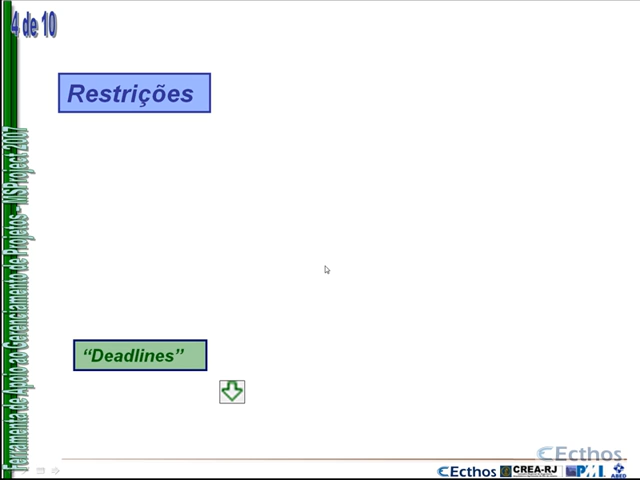 4 de 10
Restrições
Ferramenta de Apoio ao Gerenciamento de Projetos - MSProject 2007
“Deadlines”
Ecthos
Ecthos
CREA-RJ
PMI
ABED